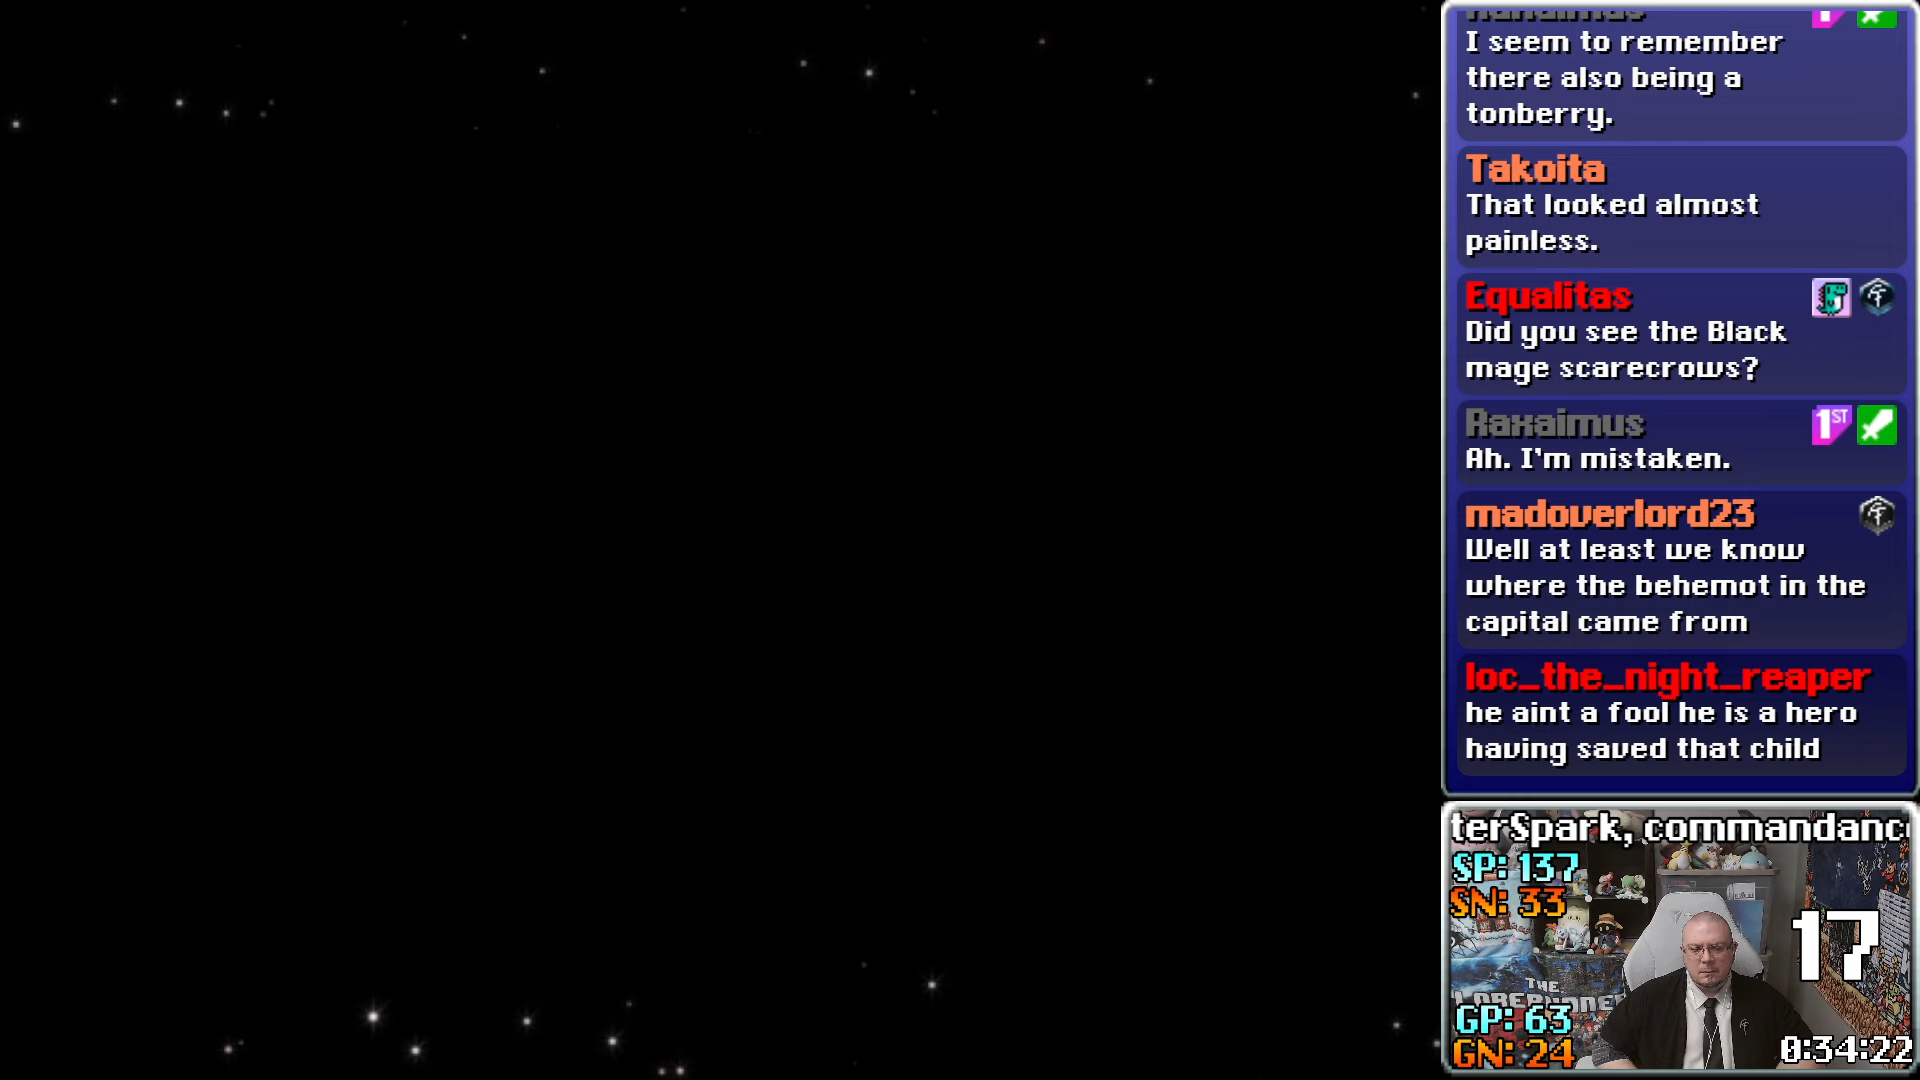 I seem to remember
there also being a
tonberry.
Takoita
That looked almost
painless.
Equalitas
Did you see the Black
mage scarecrows?
Raxaimus
1ST
Ah. I'm mistaken.
madoverlord23
Well at least we know
where the behemot in the
capital came from
loc_the_night_reaper
he aint a fool he is a hero
having saved that child
terSpark, commandanc
SP: 137
SN: 33
17
THE
LORERUNNER
GP: 63
GN: 24
0:34:22